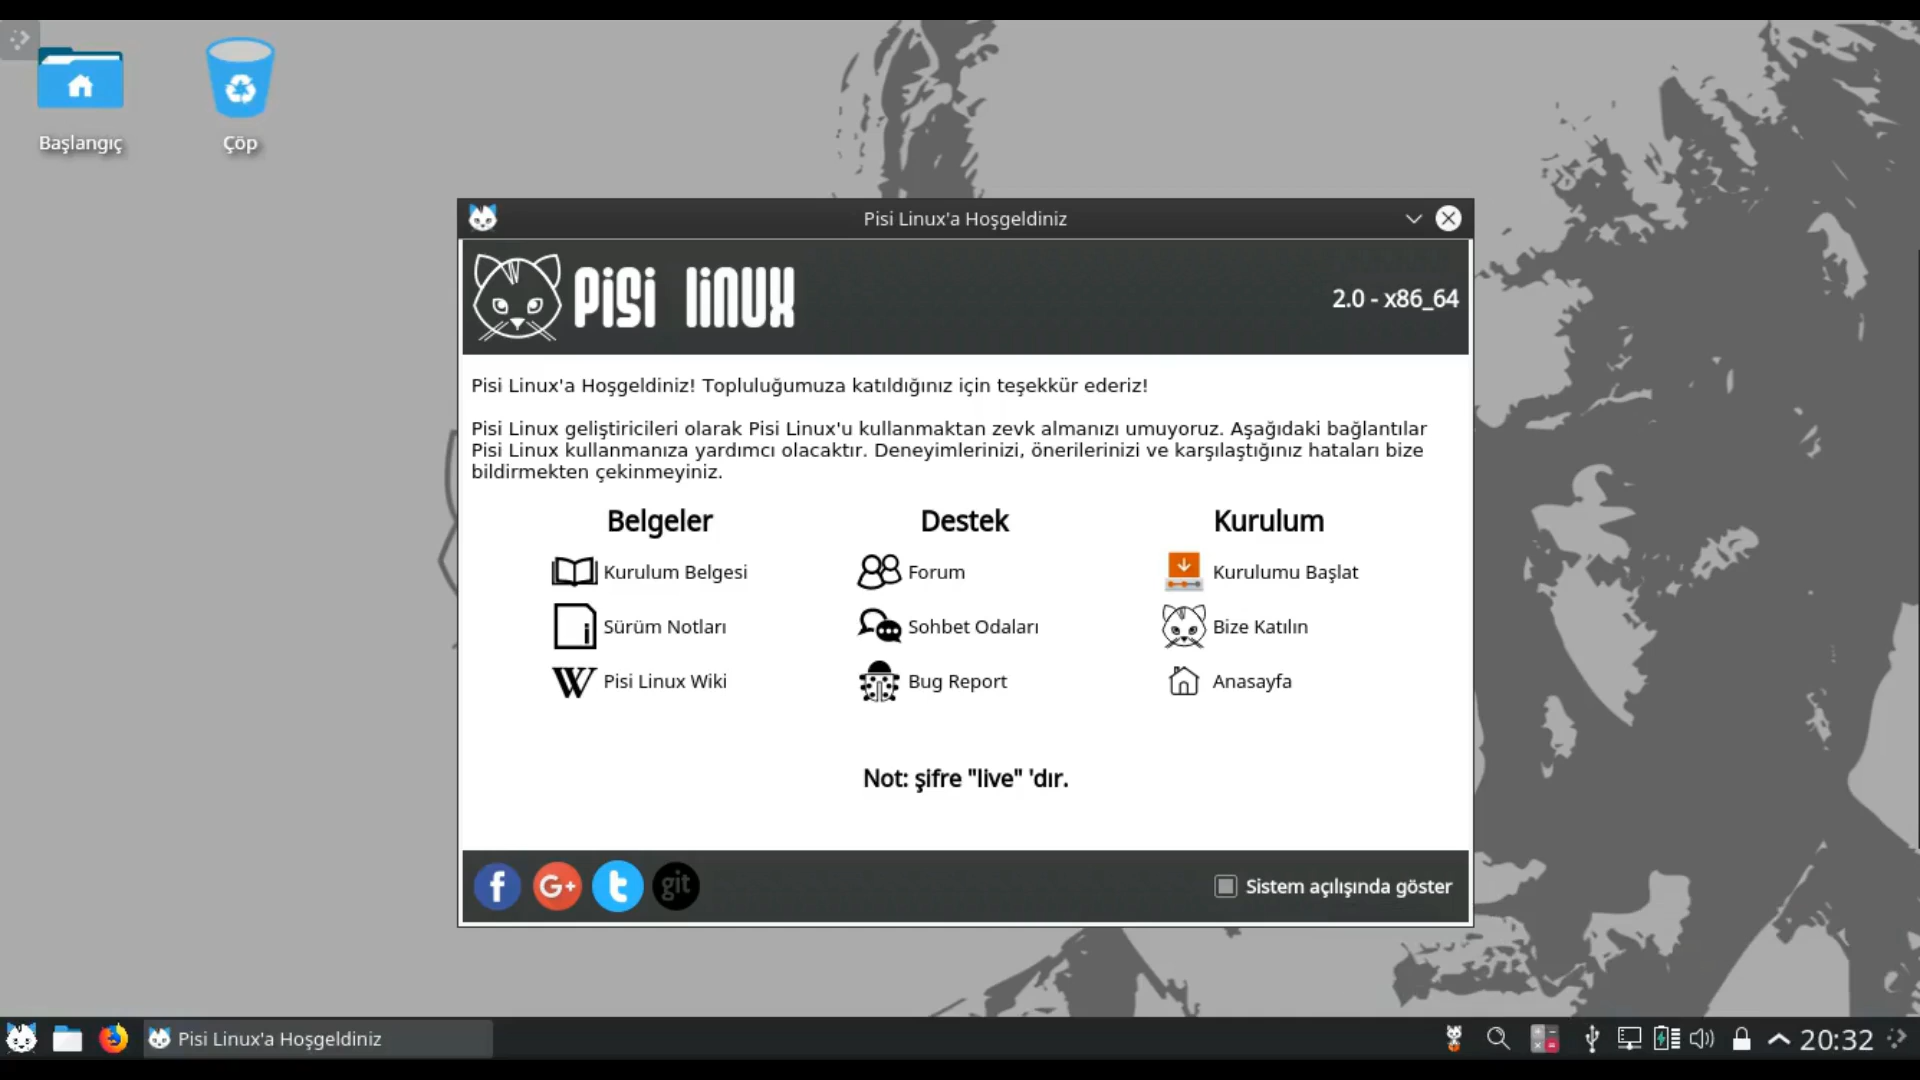 Başlangıç
Çöp
Pisi Linux'a Hoşgeldiniz
PiSi LiNUX
2.0 - x86_64
Pisi Linux'a Hoşgeldiniz! Topluluğumuza katıldığınız için teşekkür ederiz!
Pisi Linux geliştiricileri olarak Pisi Linux'u kullanmaktan zevk almanızı umuyoruz. Aşağıdaki bağlantılar
Pisi Linux kullanmanıza yardımcı olacaktır. Deneyimlerinizi, önerilerinizi ve karşılaştığınız hataları bize
bildirmekten çekinmeyiniz.
Belgeler
Kurulum Belgesi
Sürüm Notları
Pisi Linux Wiki
Destek
Forum
Sohbet Odaları
Bug Report
Kurulum
Kurulumu Başlat
Bize Katılın
Anasayfa
Not: şifre "live" 'dır.
f
G+
t
git
Sistem açılışında göster
Pisi Linux'a Hoşgeldiniz
20:32